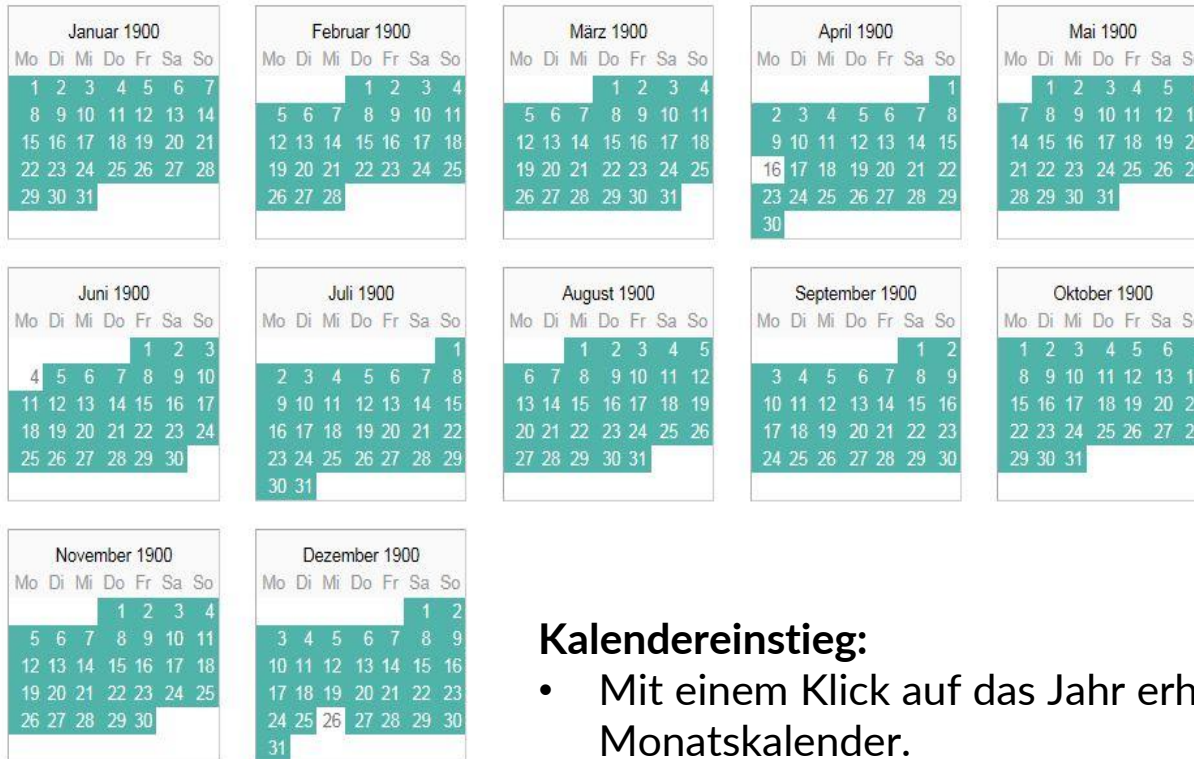 Januar 1900
Mo Di Mi Do Fr Sa So
1 2 3 4 5 6 7
8 9 10 11 12 13 14
15 16 17 18 19 20 21
22 23 24 25 26 27 28
29 30 31
Februar 1900
Mo Di Mi Do Fr Sa So
1 2 3 4
5 6 7 8 9 10 11
12 13 14 15 16 17 18
19 20 21 22 23 24 25
26 27 28
März 1900
Mo Di Mi Do Fr Sa So
1 2 3 4
5 6 7 8 9 10 11
12 13 14 15 16 17 18
19 20 21 22 23 24 25
26 27 28 29 30 31
April 1900
Mo Di Mi Do Fr Sa So
1
2 3 4 5 6 7 8
9 10 11 12 13 14 15
16 17 18 19 20 21 22
23 24 25 26 27 28 29
30
Mai 1900
Mo Di Mi Do Fr Sa
1 2 3 4 5
7 8 9 10 11 12
14 15 16 17 18 19
21 22 23 24 25 26
28 29 30 31
Juni 1900
Mo Di Mi Do Fr Sa So
1 2 3
4 5 6 7 8 9 10
11 12 13 14 15 16 17
18 19 20 21 22 23 24
25 26 27 28 29 30
Juli 1900
Mo Di Mi Do Fr Sa So
1
2 3 4 5 6 7 8
9 10 11 12 13 14 15
16 17 18 19 20 21 22
23 24 25 26 27 28 29
30 31
August 1900
Mo Di Mi Do Fr Sa So
1 2 3 4 5
6 7 8 9 10 11 12
13 14 15 16 17 18 19
20 21 22 23 24 25 26
27 28 29 30 31
September 1900
Mo Di Mi Do Fr Sa So
1 2
3 4 5 6 7 8 9
10 11 12 13 14 15 16
17 18 19 20 21 22 23
24 25 26 27 28 29 30
Oktober 1900
Mo Di Mi Do Fr Sa
1 2 3 4 5 6
8 9 10 11 12 13
15 16 17 18 19 20
22 23 24 25 26 27
29 30 31
November 1900
Mo Di Mi Do Fr Sa So
1 2 3 4
5 6 7 8 9 10 11
12 13 14 15 16 17 18
19 20 21 22 23 24 25
26 27 28 29 30
Dezember 1900
Mo Di Mi Do Fr Sa So
1 2
3 4 5 6 7 8 9
10 11 12 13 14 15 16
17 18 19 20 21 22 23
24 25 26 27 28 29 30
31
Kalendereinstieg:
• Mit einem Klick auf das Jahr erh
Monatskalender.